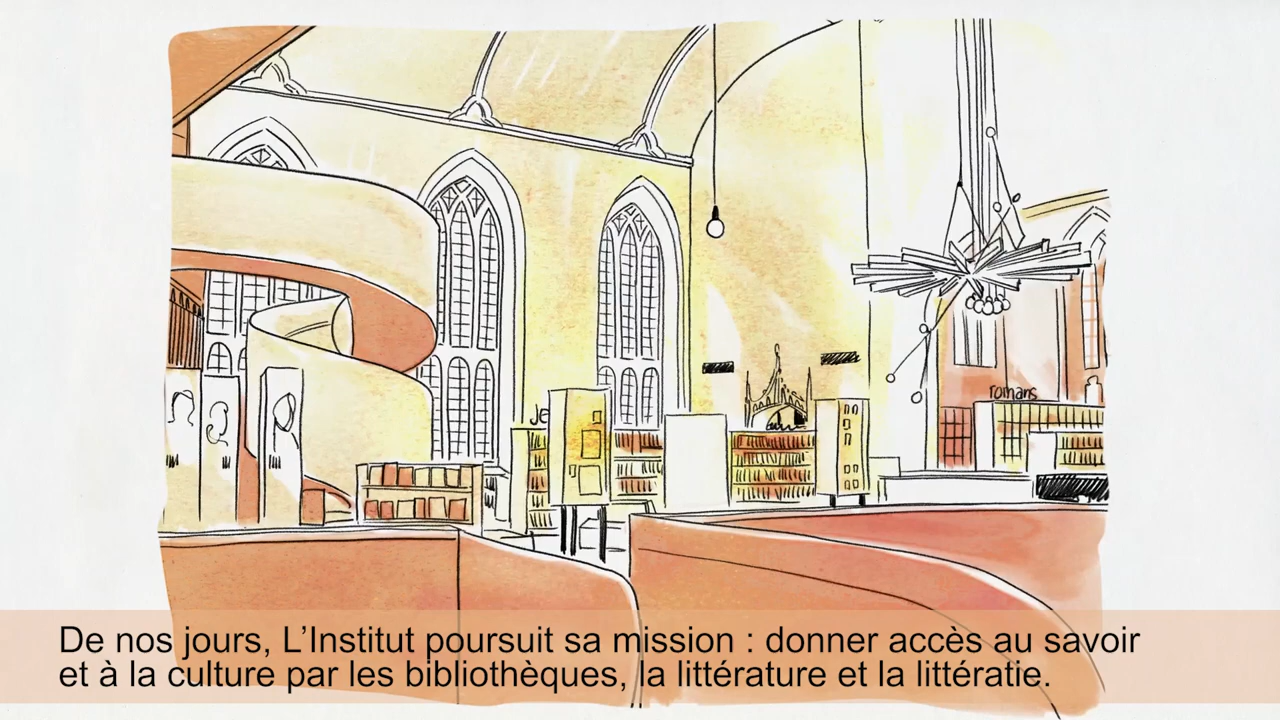 je
romans
De nos jours, L’Institut poursuit sa mission : donner accès au savoir
et à la culture par les bibliothèques, la littérature et la littératie.